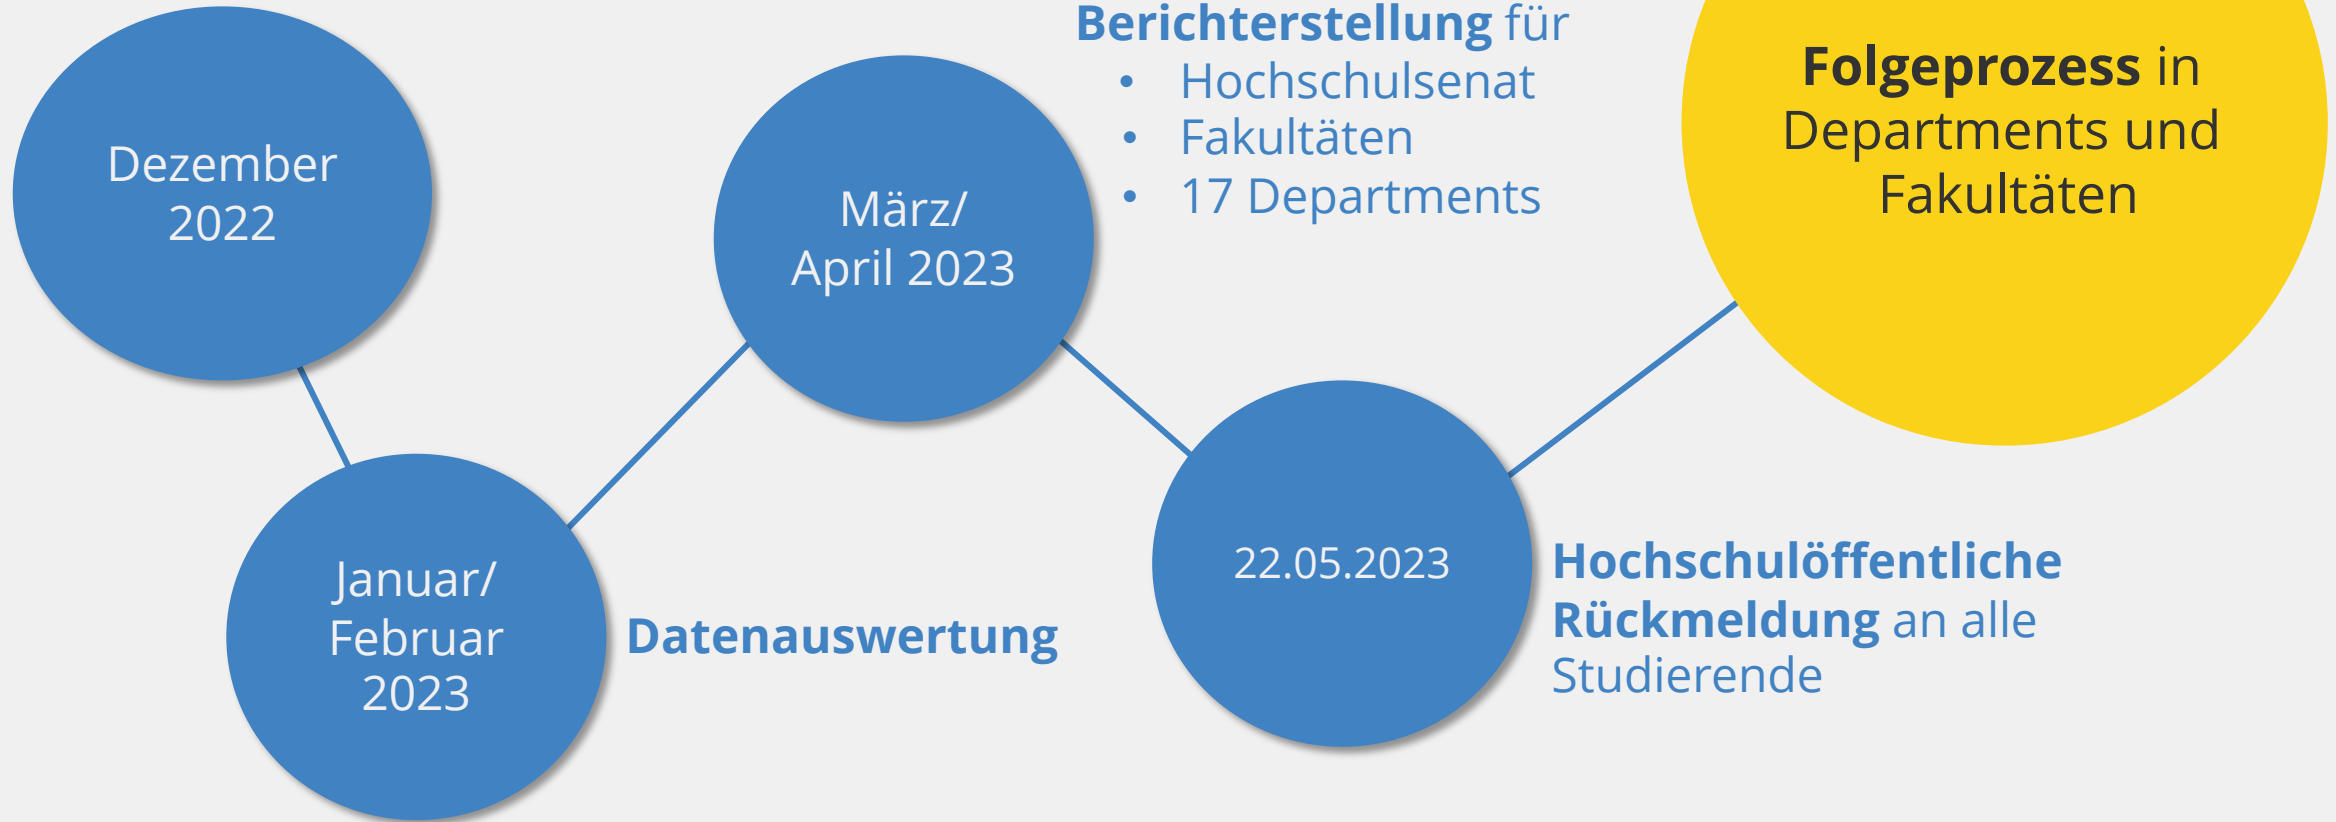 Dezember
2022
Januar/
Februar
2023
Datenauswertung
März/
April 2023
Berichterstellung für
• Hochschulsenat
• Fakultäten
• 17 Departments
22.05.2023
Hochschulöffentliche
Rückmeldung an alle
Studierende
Folgeprozess in
Departments und
Fakultäten